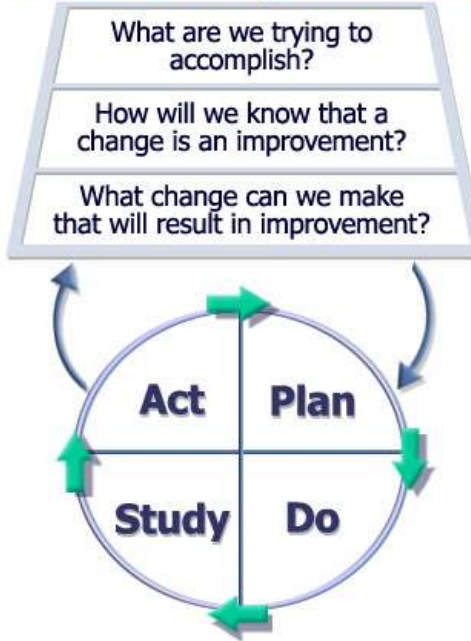 What are we trying to
accomplish?
How will we know that a
change is an improvement?
What change can we make
that will result in improvement?
Act
Plan
Study
Do